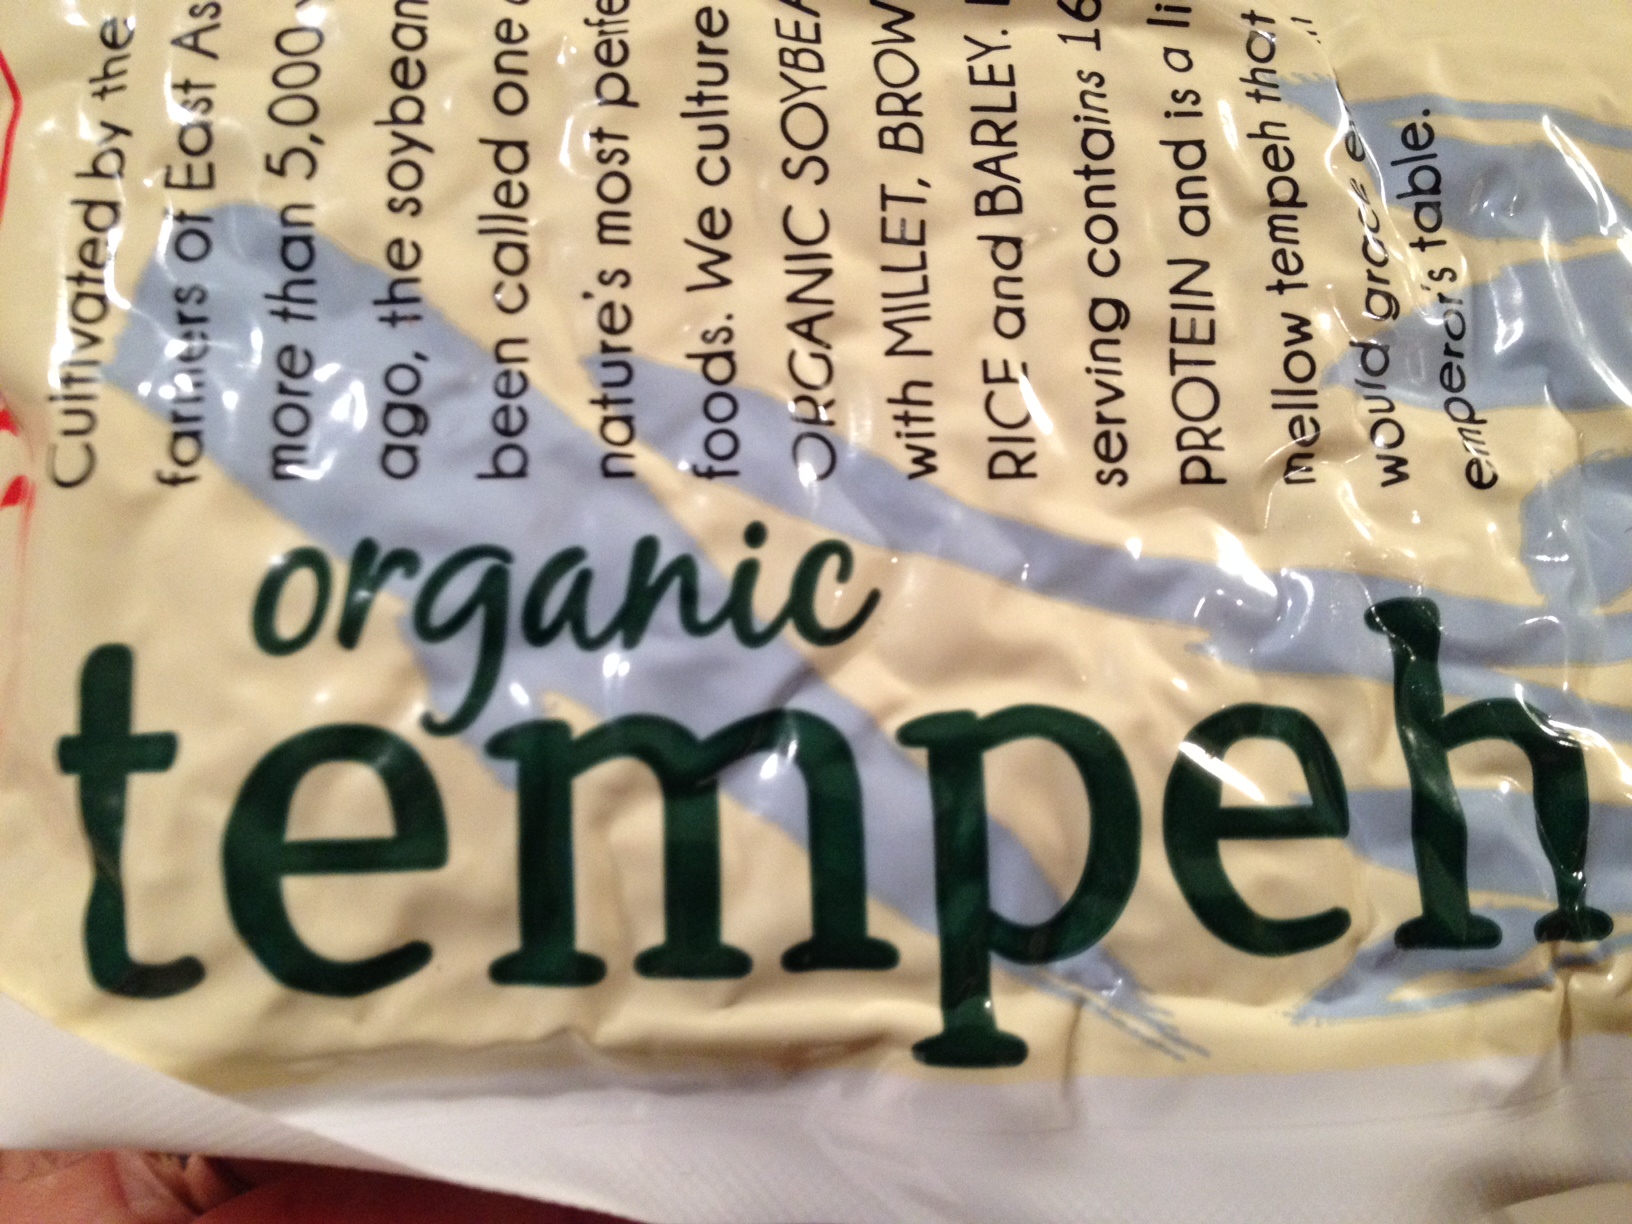 Cultivated by the
farmers of East As
more than 5,000
ago, the soybean
been called one
nature's most perfe
foods. We culture
ORGANIC SOYBEA
with MILLET, BROW
RICE and BARLEY.
serving contains 16
PROTEIN and is a li
mellow tempeh that
would grace
emperor's table.
organic
tempeh